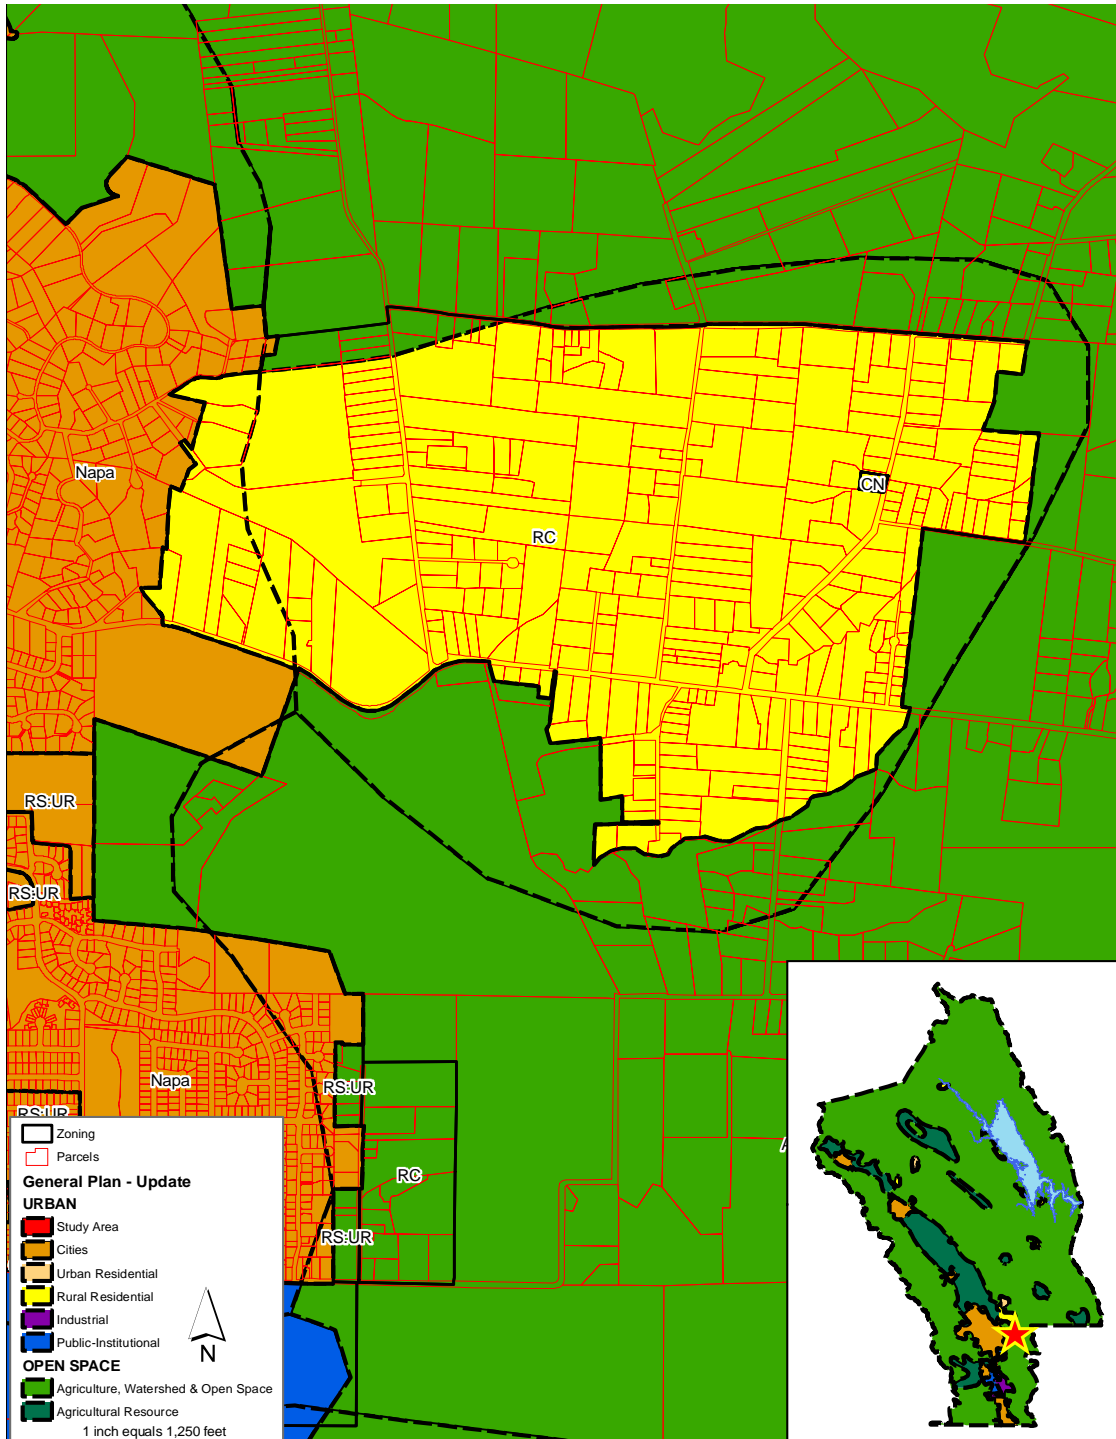 Napa
CN
RC
RS:UR
RS:UR
Napa
RS:UR
RS:UR
RC
RS:UR
Zoning
Parcels
General Plan - Update
URBAN
Study Area
Cities
Urban Residential
Rural Residential
Industrial
Public-Institutional
N
OPEN SPACE
Agriculture, Watershed & Open Space
Agricultural Resource
1 inch equals 1,250 feet